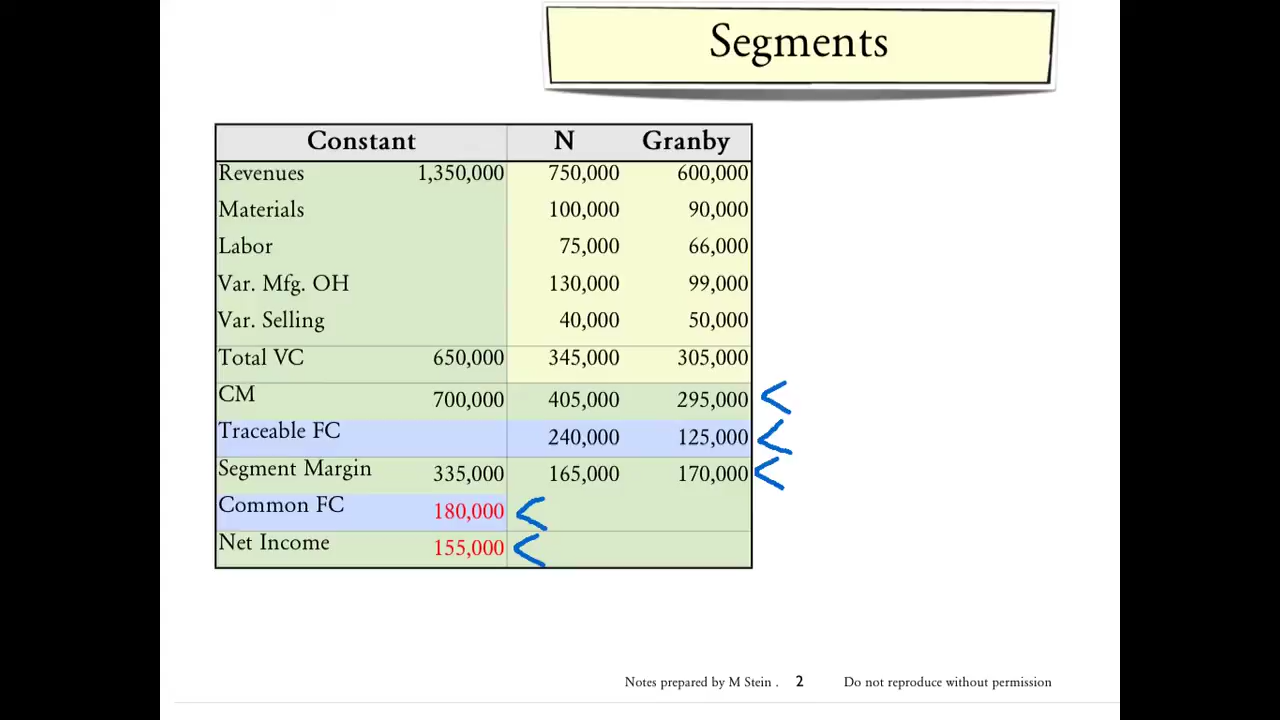 Segments
Constant N Granby
Revenues 1,350,000 750,000 600,000
Materials 100,000 90,000
Labor 75,000 66,000
Var. Mfg. OH 130,000 99,000
Var. Selling 40,000 50,000
Total VC 650,000 345,000 305,000
CM 700,000 405,000 295,000
Traceable FC 240,000 125,000
Segment Margin 335,000 165,000 170,000
Common FC 180,000
Net Income 155,000
Notes prepared by M Stein . 2 Do not reproduce without permission